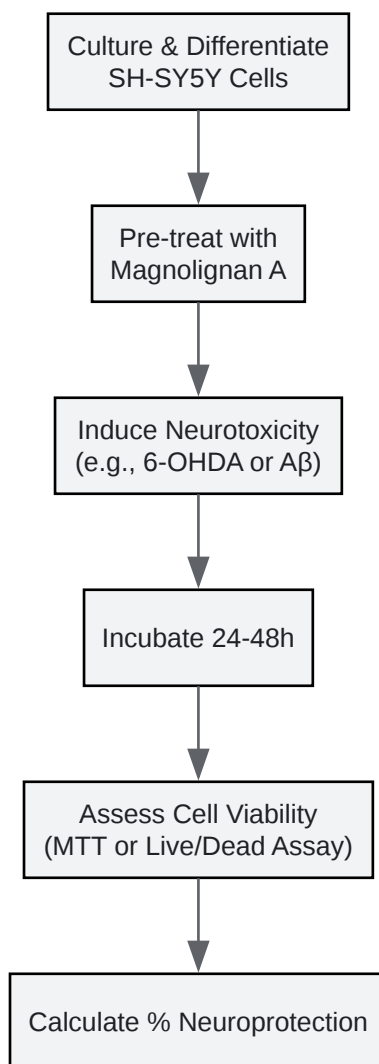 Culture & Differentiate
SH-SY5Y Cells
Pre-treat with
Magnolignan A
Induce Neurotoxicity
(e.g., 6-OHDA or Aβ)
Incubate 24-48h
Assess Cell Viability
(MTT or Live/Dead Assay)
Calculate % Neuroprotection